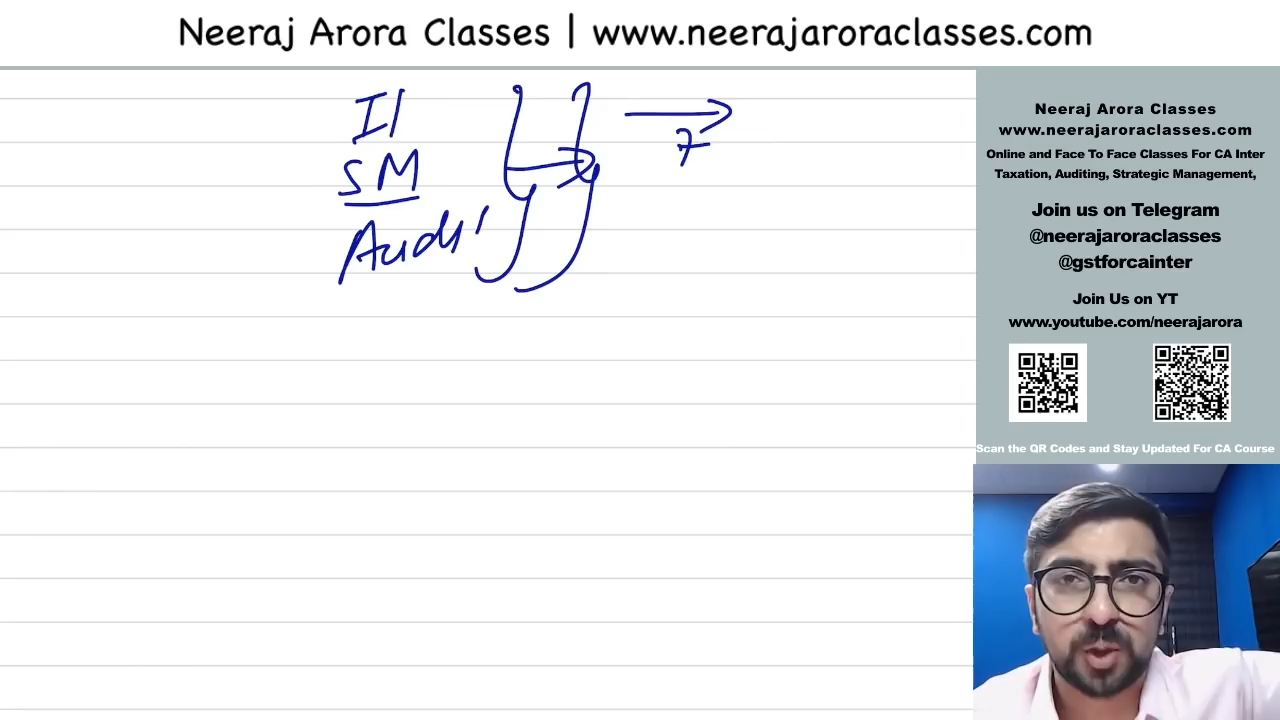 Neeraj Arora Classes | www.neerajaroraclasses.com
SM
Audit
7
Neeraj Arora Classes
www.neerajaroraclasses.com
Online and Face To Face Classes For CA Inter
Taxation, Auditing, Strategic Management,
Join us on Telegram
@neerajaroraclasses
@gstforcainter
Join Us on YT
www.youtube.com/neerajarora
Scan the QR Codes and Stay Updated For CA Course